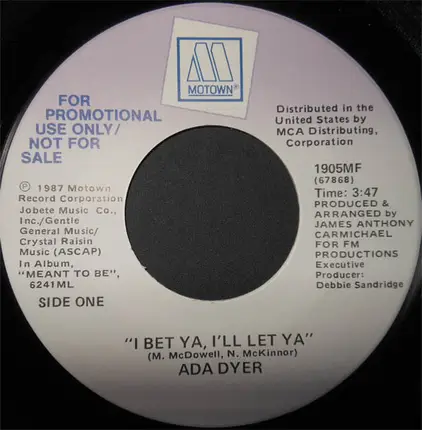 MOTOWN®
FOR
PROMOTIONAL
USE ONLY/
NOT FOR
SALE
Distributed in the
United States by
MCA Distributing,
Corporation
℗ 1987 Motown
Record Corporation
Jobete Music Co.,
Inc./Gentle
General Music/
Crystal Raisin
Music (ASCAP)
In Album,
"MEANT TO BE",
6241ML
SIDE ONE
1905MF
(67868)
Time: 3:47
PRODUCED &
ARRANGED by
JAMES ANTHONY
CARMICHAEL
FOR FM
PRODUCTIONS
Executive
Producer:
Debbie Sandridge
"I BET YA, I'LL LET YA"
(M. McDowell, N. McKinnor)
ADA DYER